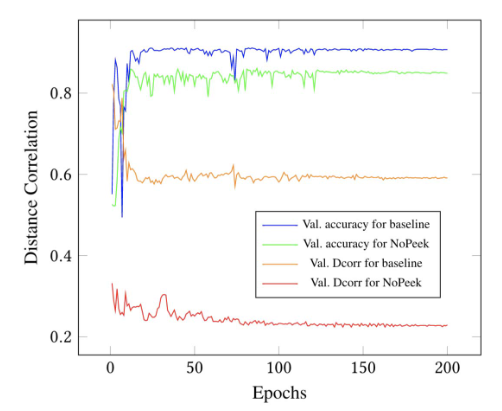 0.8
0.6
0.4
0.2
Distance Correlation
Val. accuracy for baseline
Val. accuracy for NoPeek
Val. Dcorr for baseline
Val. Dcorr for NoPeek
0 50 100 150 200
Epochs